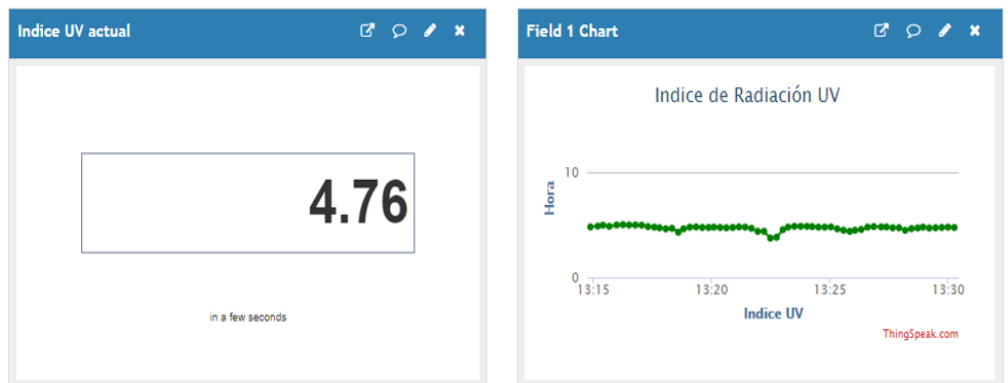 Indice UV actual
4.76
in a few seconds
Field 1 Chart
Indice de Radiación UV
Hora
10
0
13:15
13:20
13:25
13:30
Indice UV
ThingSpeak.com